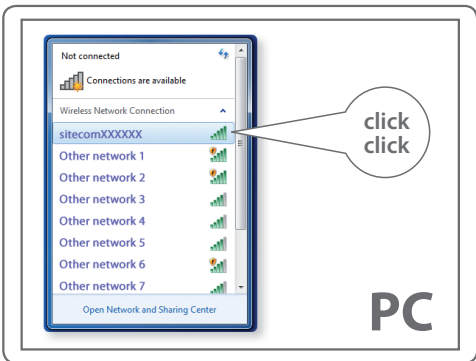 Not connected
Connections are available
Wireless Network Connection
sitecomXXXXXX
Other network 1
Other network 2
Other network 3
Other network 4
Other network 5
Other network 6
Other network 7
Open Network and Sharing Center
click
click
PC